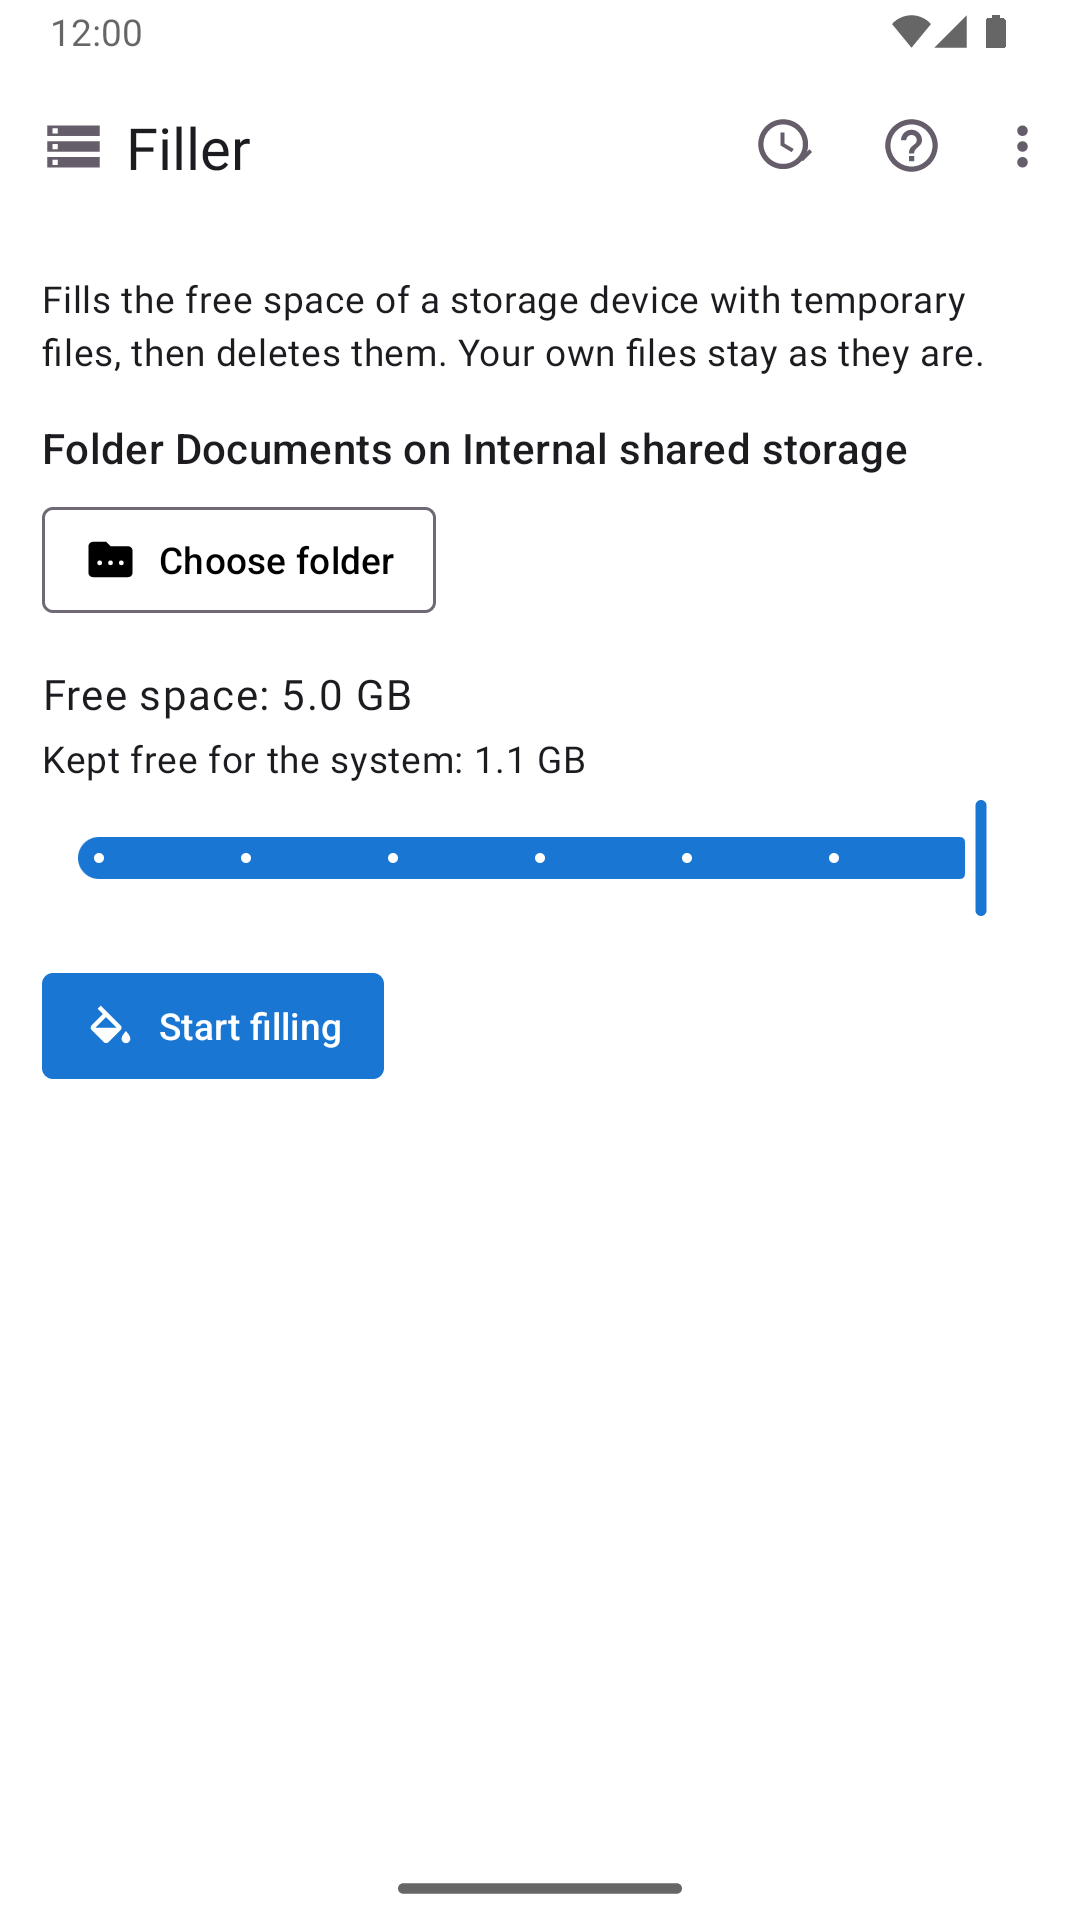 12:00
Filler
Fills the free space of a storage device with temporary
files, then deletes them. Your own files stay as they are.
Folder Documents on Internal shared storage
Choose folder
Free space: 5.0 GB
Kept free for the system: 1.1 GB
Start filling